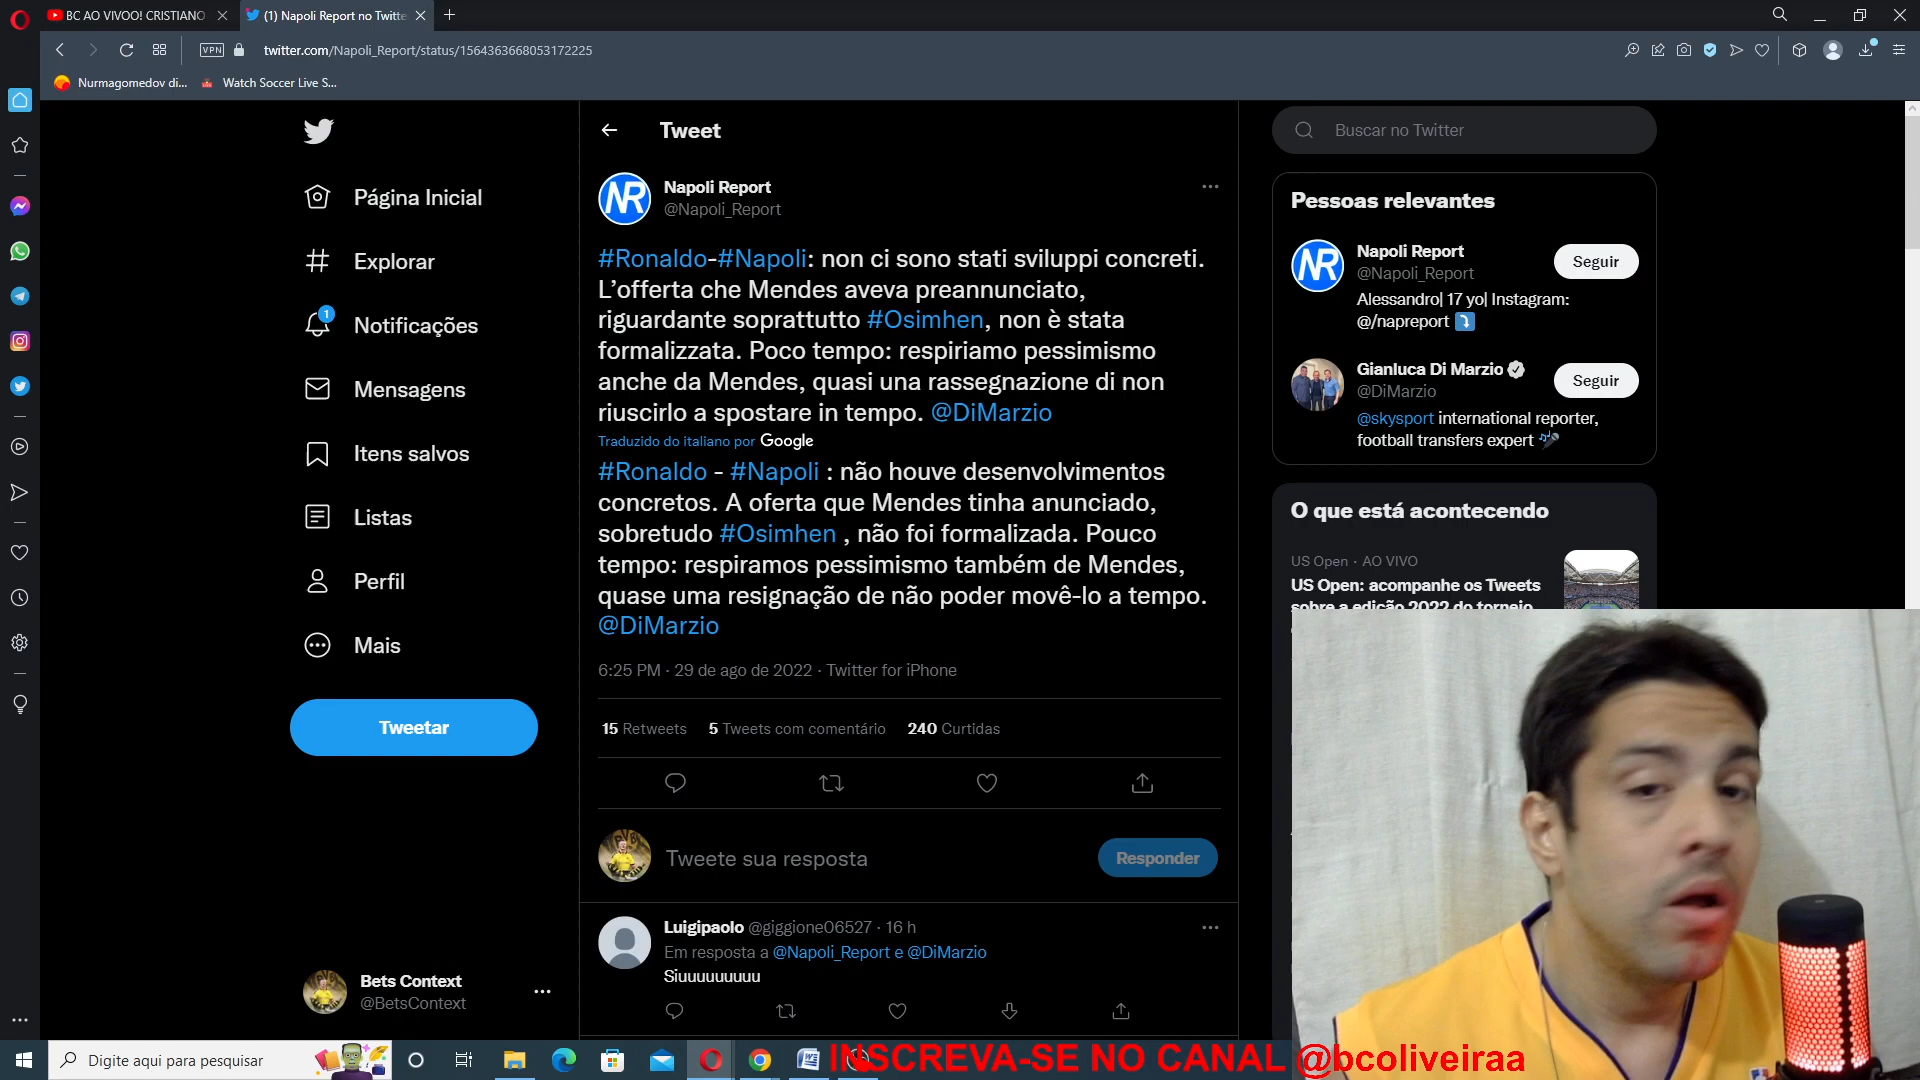 BC AO VIVOO! CRISTIANO
(1) Napoli Report no Twitte
VPN
twitter.com/Napoli_Report/status/1564363668053172225
Nurmagomedov di...
Watch Soccer Live S...
Página Inicial
Explorar
1
Notificações
Mensagens
Itens salvos
Listas
Perfil
Mais
Tweetar
Bets Context
@BetsContext
Tweet
NR
Napoli Report
@Napoli_Report
#Ronaldo-#Napoli: non ci sono stati sviluppi concreti.
L’offerta che Mendes aveva preannunciato,
riguardante soprattutto #Osimhen, non è stata
formalizzata. Poco tempo: respiriamo pessimismo
anche da Mendes, quasi una rassegnazione di non
riuscirlo a spostare in tempo. @DiMarzio
Traduzido do italiano por Google
#Ronaldo - #Napoli : não houve desenvolvimentos
concretos. A oferta que Mendes tinha anunciado,
sobretudo #Osimhen , não foi formalizada. Pouco
tempo: respiramos pessimismo também de Mendes,
quase uma resignação de não poder movê-lo a tempo.
@DiMarzio
6:25 PM · 29 de ago de 2022 · Twitter for iPhone
15 Retweets 5 Tweets com comentário 240 Curtidas
Tweete sua resposta
Responder
Luigipaolo @giggione06527 · 16 h
Em resposta a @Napoli_Report e @DiMarzio
Siuuuuuuuuu
Buscar no Twitter
Pessoas relevantes
NR
Napoli Report
@Napoli_Report
Seguir
Alessandro| 17 yo| Instagram:
@/napreport
Gianluca Di Marzio
@DiMarzio
Seguir
@skysport international reporter,
football transfers expert
O que está acontecendo
US Open · AO VIVO
US Open: acompanhe os Tweets
sobre a edição 2022 do torneio
Digite aqui para pesquisar
INSCREVA-SE NO CANAL @bcoliveiraa